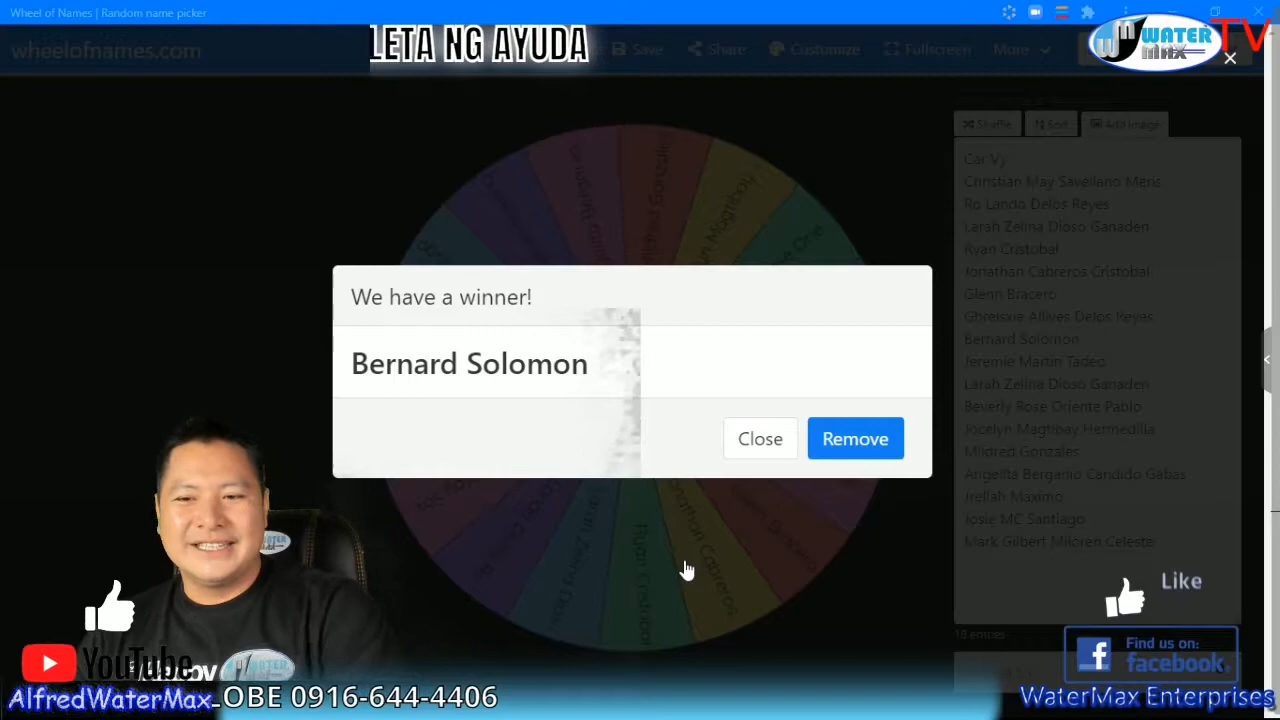 Wheel of Names | Random name picker
wheelofnames.com
LETA NG AYUDA
Save
Share
Customize
Fullscreen
More
WATER
MAX
TV
Shuffle
Sort
Add image
Car Vy
Christian May Savellano Meris
Ro Lando Delos Reyes
Larah Zelina Dioso Ganaden
Ryan Cristobal
Jonathan Cabreros Cristobal
Glenn Bracero
Gbreisxie Allives Delos Reyes
Bernard Solomon
Jeremie Martin Tadeo
Larah Zelina Dioso Ganaden
Beverly Rose Oriente Pablo
Jocelyn Magtibay Hermedilla
Mildred Gonzales
Angelita Bergamo Candido Gabas
Jrellah Maximo
Josie MC Santiago
Mark Gilbert Miloren Celeste
18 entries
We have a winner!
Bernard Solomon
Close
Remove
Like
Find us on:
facebook
YouTube
AlfredWaterMax
LOBE 0916-644-4406
WaterMax Enterprises